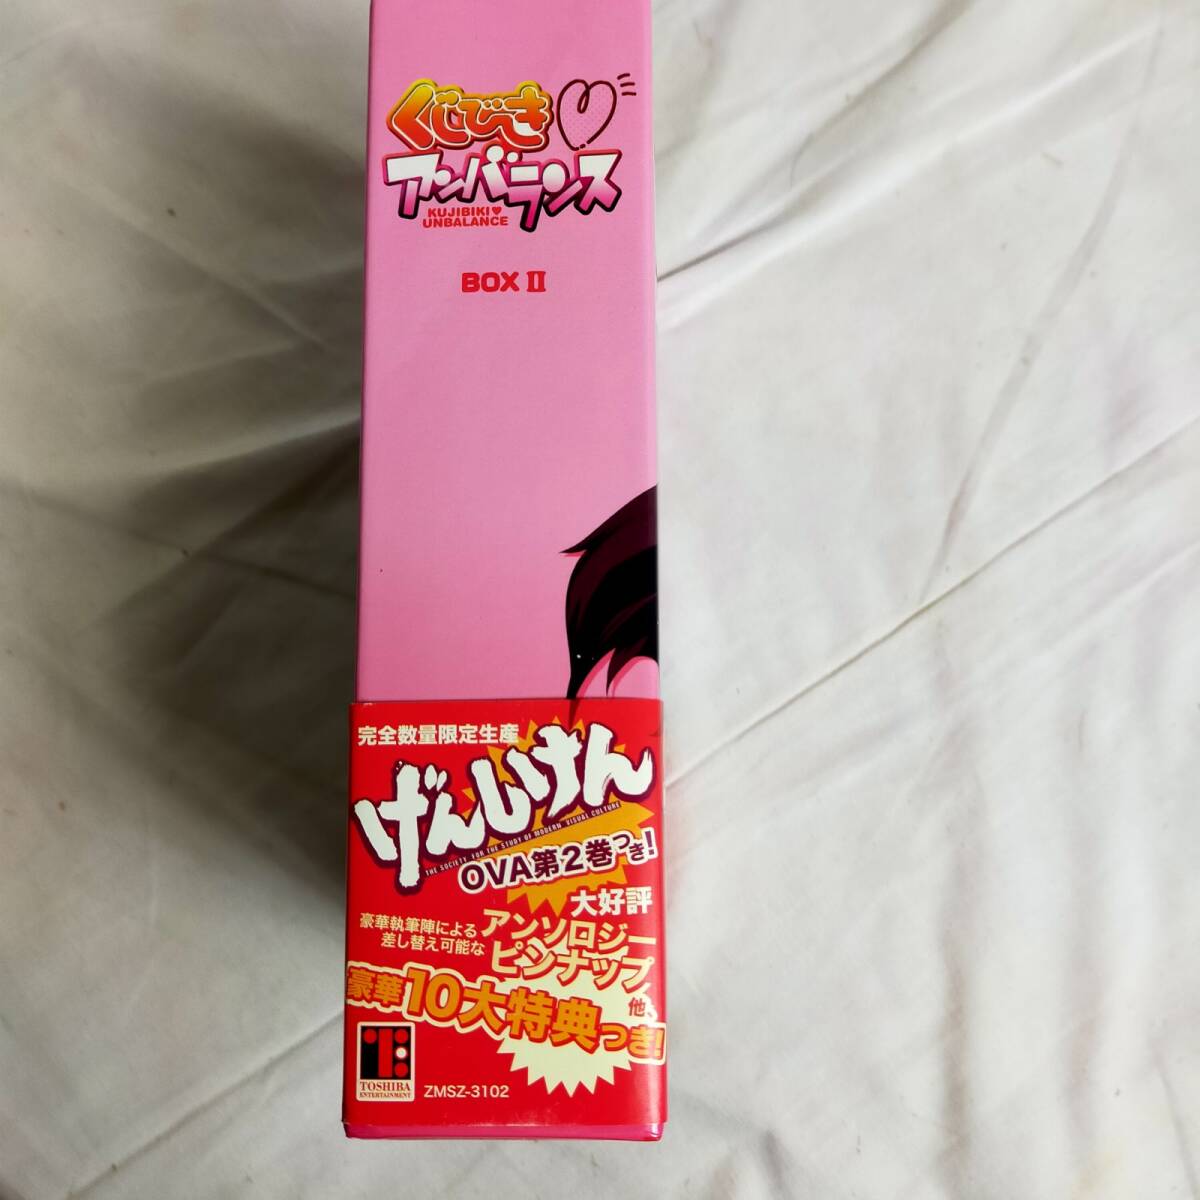 くじびき
アンバランス
KUJIBIKI♥
UNBALANCE
BOX II
完全数量限定生産
げんしけん
THE SOCIETY FOR THE STUDY OF MODERN VISUAL CULTURE
OVA第2巻つき!
大好評
豪華執筆陣による
差し替え可能な
アンソロジー
ピンナップ
他、
豪華10大特典つき!
TOSHIBA
ENTERTAINMENT
ZMSZ-3102